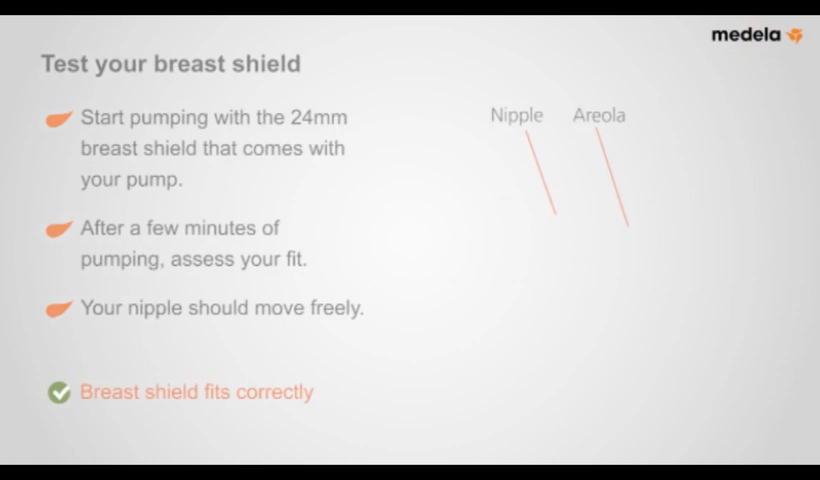 medela
Test your breast shield
Start pumping with the 24mm
breast shield that comes with
your pump.
After a few minutes of
pumping, assess your fit.
Your nipple should move freely.
Breast shield fits correctly
Nipple
Areola